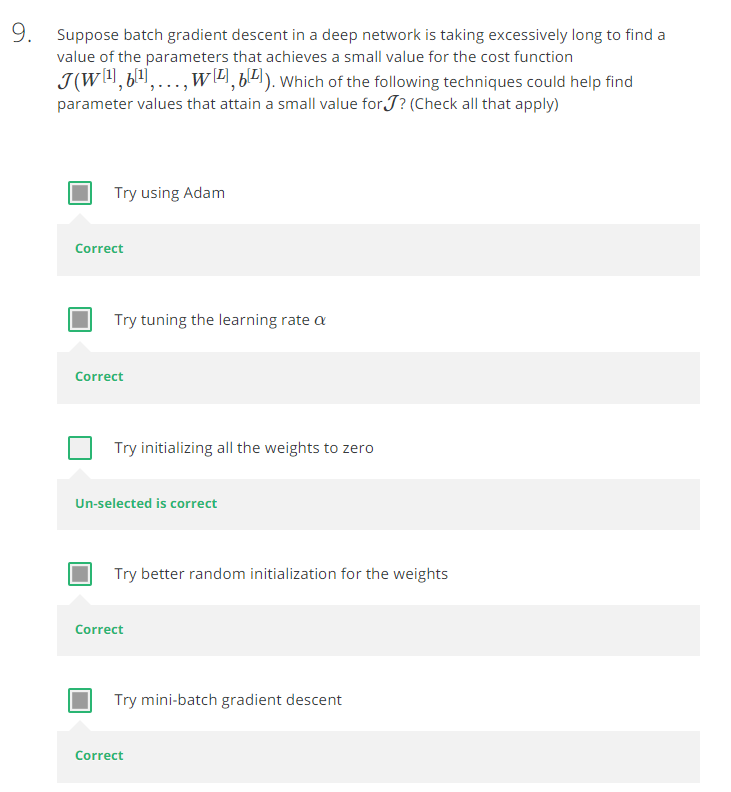 9. Suppose batch gradient descent in a deep network is taking excessively long to find a
value of the parameters that achieves a small value for the cost function
𝒥(W^{[1]}, b^{[1]}, . . . , W^{[L]}, b^{[L]}). Which of the following techniques could help find
parameter values that attain a small value for 𝒥? (Check all that apply)
Try using Adam
Correct
Try tuning the learning rate α
Correct
Try initializing all the weights to zero
Un-selected is correct
Try better random initialization for the weights
Correct
Try mini-batch gradient descent
Correct